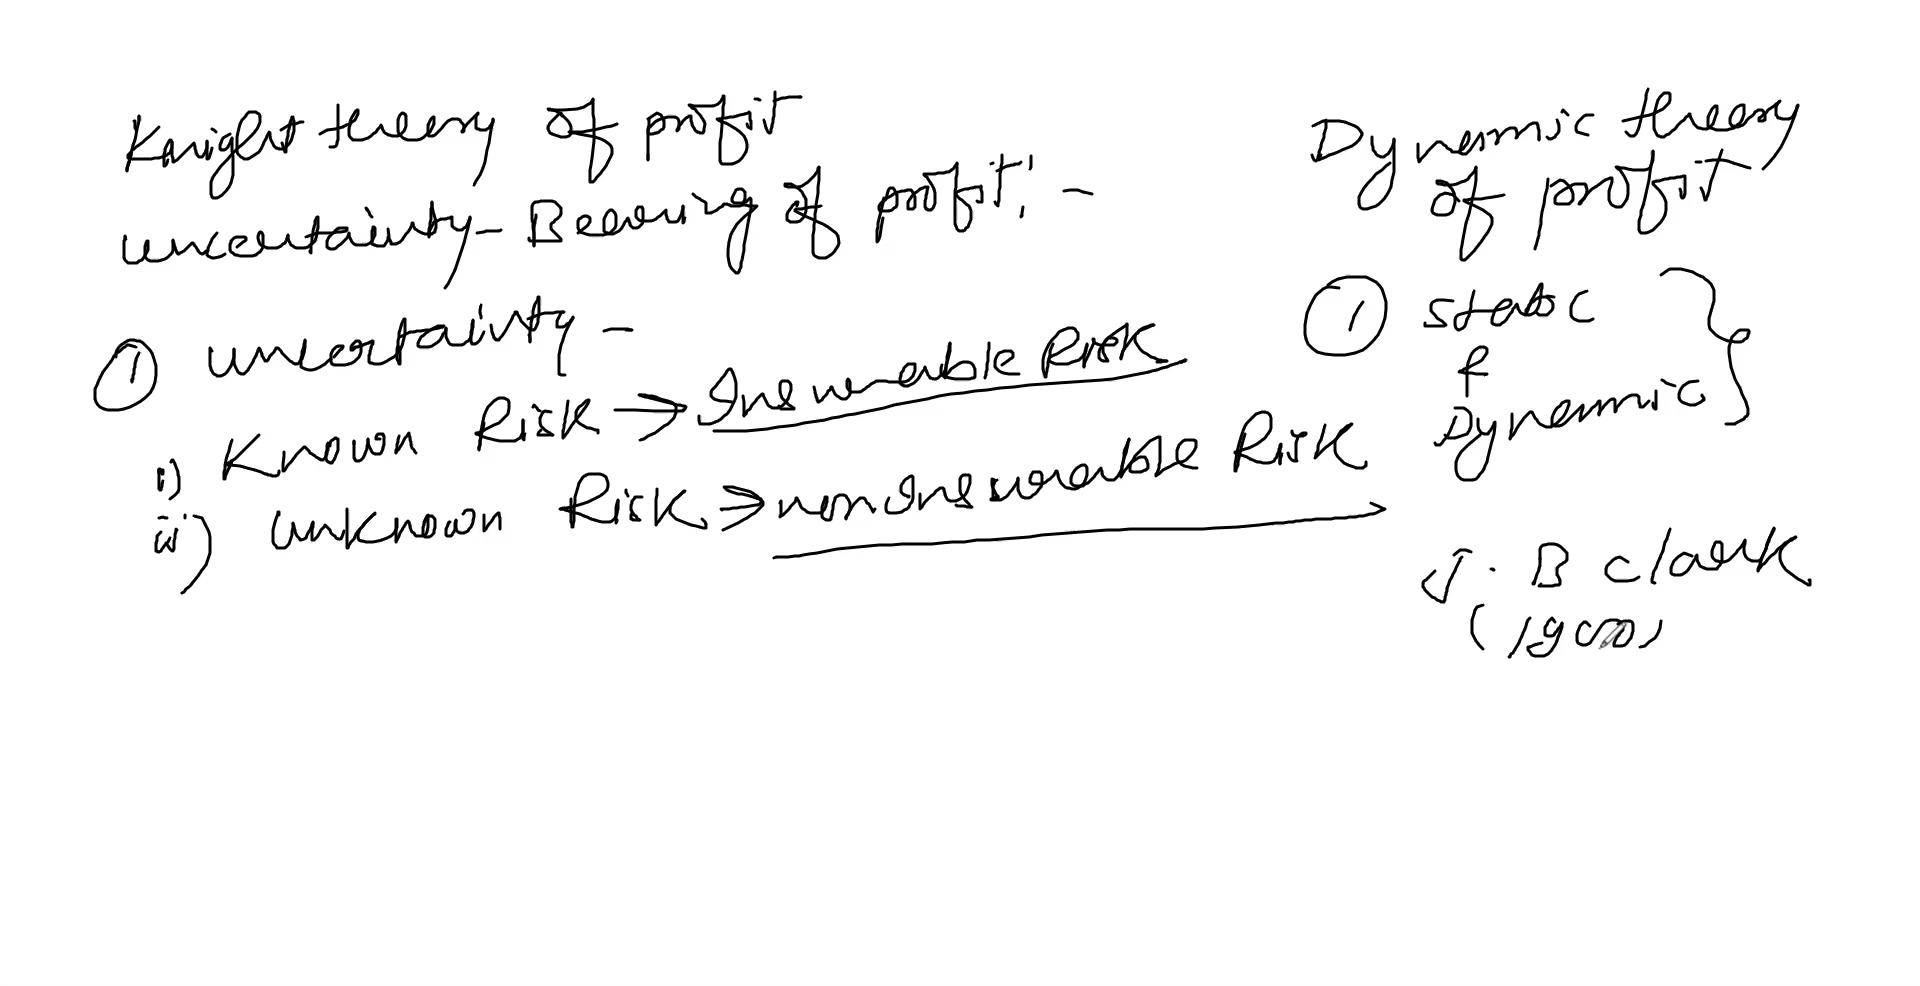 Knight theory of profit
uncertainty - Bearing of profit: -
① uncertainty -
i) Known Risk → Insurable Risk
ii) unknown Risk → non Insurable Risk
Dynamic theory
of profit
① static
&
Dynamic
J. B clark
(1900)